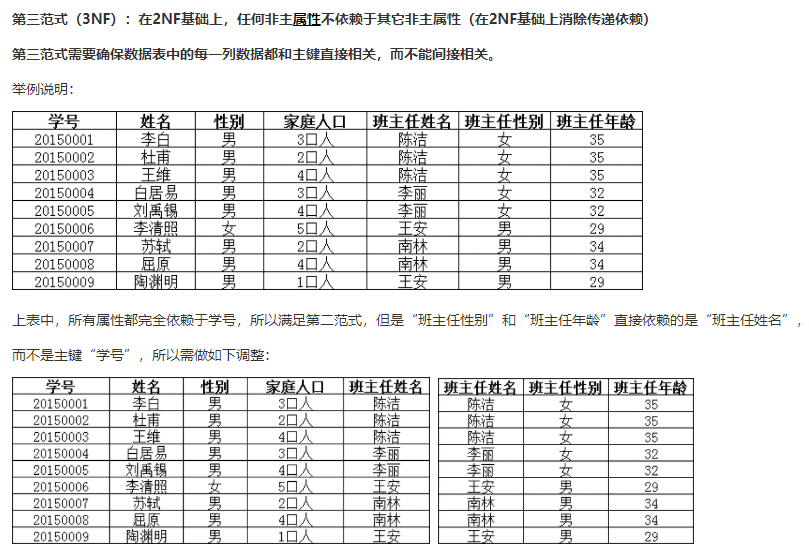 第三范式（3NF）：在2NF基础上，任何非主属性不依赖于其它非主属性（在2NF基础上消除传递依赖）
第三范式需要确保数据表中的每一列数据都和主键直接相关，而不能间接相关。
举例说明：
学号 姓名 性别 家庭人口 班主任姓名 班主任性别 班主任年龄
20150001 李白 男 3口人 陈洁 女 35
20150002 杜甫 男 2口人 陈洁 女 35
20150003 王维 男 4口人 陈洁 女 35
20150004 白居易 男 3口人 李丽 女 32
20150005 刘禹锡 男 4口人 李丽 女 32
20150006 李清照 女 5口人 王安 男 29
20150007 苏轼 男 2口人 南林 男 34
20150008 屈原 男 4口人 南林 男 34
20150009 陶渊明 男 1口人 王安 男 29
上表中，所有属性都完全依赖于学号，所以满足第二范式，但是“班主任性别”和“班主任年龄”直接依赖的是“班主任姓名”，
而不是主键“学号”，所以需做如下调整：
学号 姓名 性别 家庭人口 班主任姓名
20150001 李白 男 3口人 陈洁
20150002 杜甫 男 2口人 陈洁
20150003 王维 男 4口人 陈洁
20150004 白居易 男 3口人 李丽
20150005 刘禹锡 男 4口人 李丽
20150006 李清照 女 5口人 王安
20150007 苏轼 男 2口人 南林
20150008 屈原 男 4口人 南林
20150009 陶渊明 男 1口人 王安
班主任姓名 班主任性别 班主任年龄
陈洁 女 35
陈洁 女 35
陈洁 女 35
李丽 女 32
李丽 女 32
王安 男 29
南林 男 34
南林 男 34
王安 男 29